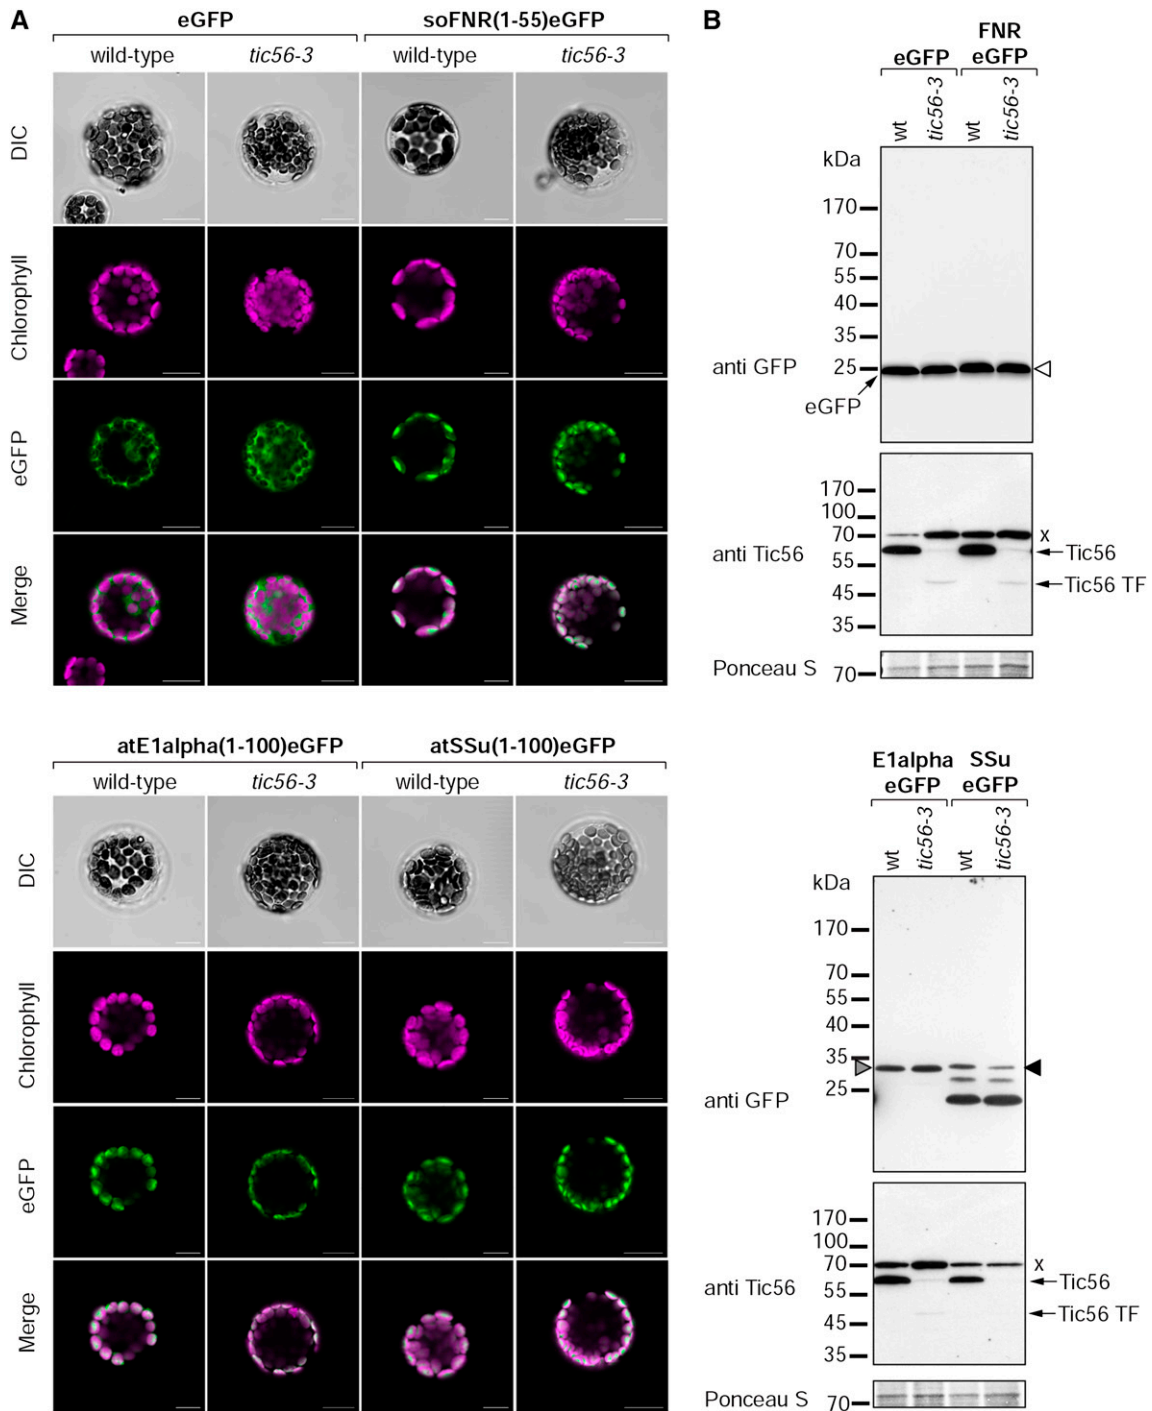 A
eGFP
soFNR(1-55)eGFP
wild-type
tic56-3
wild-type
tic56-3
DIC
Chlorophyll
eGFP
Merge
B
eGFP
FNR
eGFP
wt
tic56-3
wt
tic56-3
kDa
170
70
55
40
35
anti GFP
25
eGFP
170
100
70
x
anti Tic56
55
Tic56
45
Tic56 TF
35
Ponceau S
70
atE1alpha(1-100)eGFP
atSSu(1-100)eGFP
wild-type
tic56-3
wild-type
tic56-3
DIC
Chlorophyll
eGFP
Merge
E1alpha
eGFP
SSu
eGFP
wt
tic56-3
wt
tic56-3
kDa
170
70
55
40
35
25
anti GFP
170
100
70
x
anti Tic56
55
Tic56
45
Tic56 TF
35
Ponceau S
70